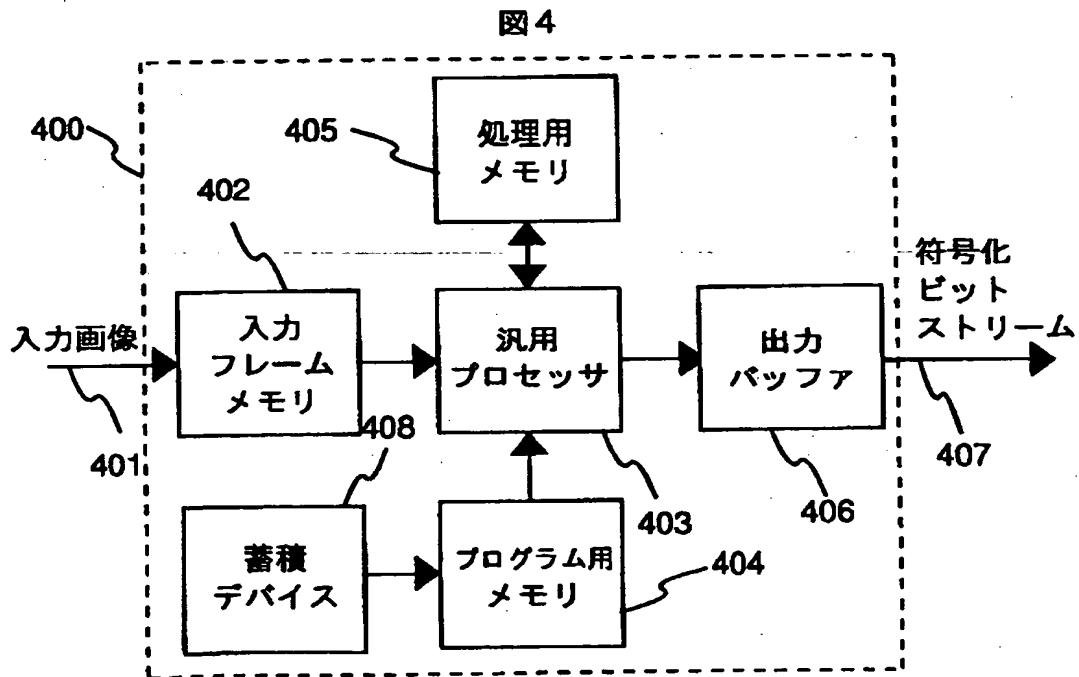 図4
400
405
処理用
メモリ
402
入力画像
401
入力
フレーム
メモリ
汎用
プロセッサ
出力
バッファ
符号化
ビット
ストリーム
407
408
403
406
蓄積
デバイス
プログラム用
メモリ
404